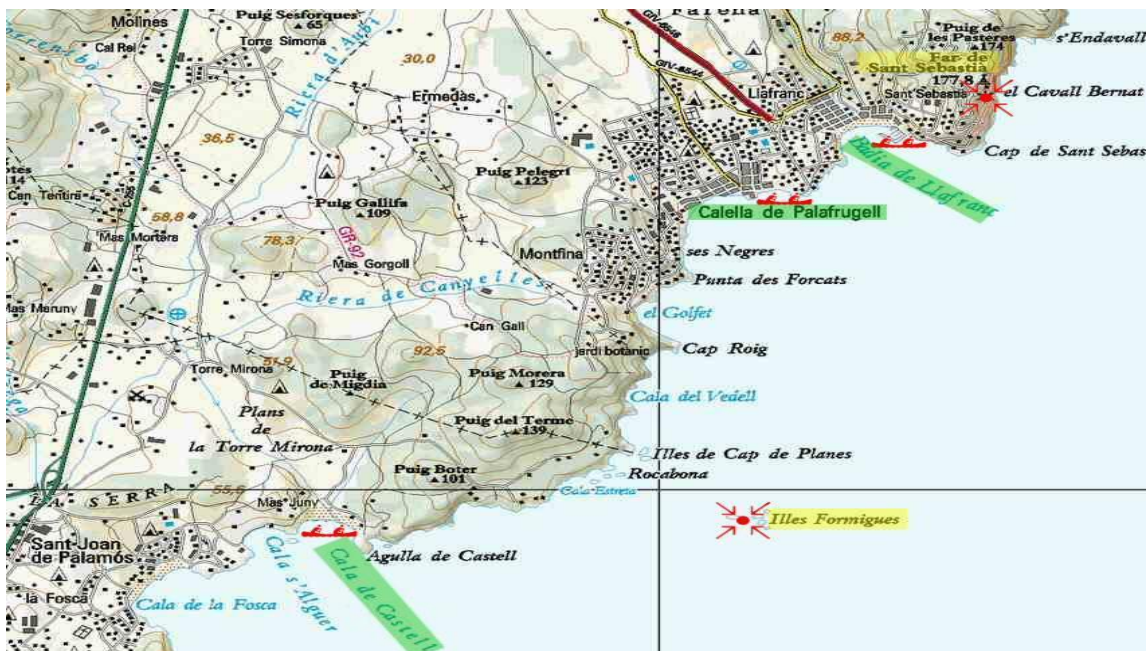 Molines
Puig Sesforques
65
Cal Rei
Torre Simona
Riera d'Aubi
30,0
Ermedas
36,5
GIV-6546
GIV-6544
88,2
Puig de
les Pasteres
174
s'Endavall
Far de
Sant Sebastià
177,8
Sant Sebastià
el Cavall Bernat
Llafranc
Cap de Sant Sebas
Badia de Llafranc
114
Can Tentina
58,8
Mas Mortera
Puig Pelegrí
123
Puig Gallifa
109
78,3
GR-92
Mas Gorgoll
Calella de Palafrugell
Montfina
ses Negres
Punta des Forcats
Riera de Canyelles
Mas Maruny
Can Gall
el Golfet
jardí botànic
Cap Roig
51,9
92,5
Torre Mirona
Puig
de Migdia
Puig Morera
129
Cala del Vedell
Plans
de
la Torre Mirona
Puig del Terme
139
Illes de Cap de Planes
Rocabona
Puig Boter
101
Cala Estreta
SERRA
55,5
Mas Juny
Illes Formigues
Sant Joan
de Palamós
Agulla de Castell
Cala de Castell
Cala s'Alguer
la Fosca
Cala de la Fosca